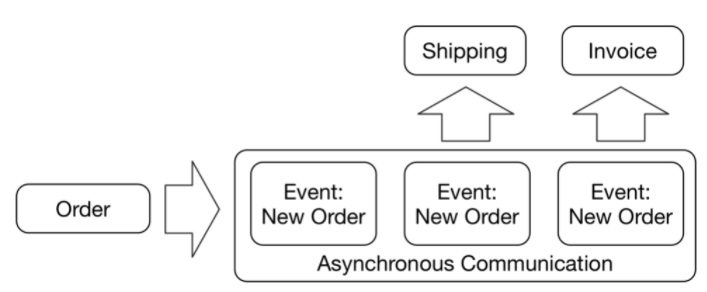 Shipping
Invoice
Order
Event:
New Order
Event:
New Order
Event:
New Order
Asynchronous Communication